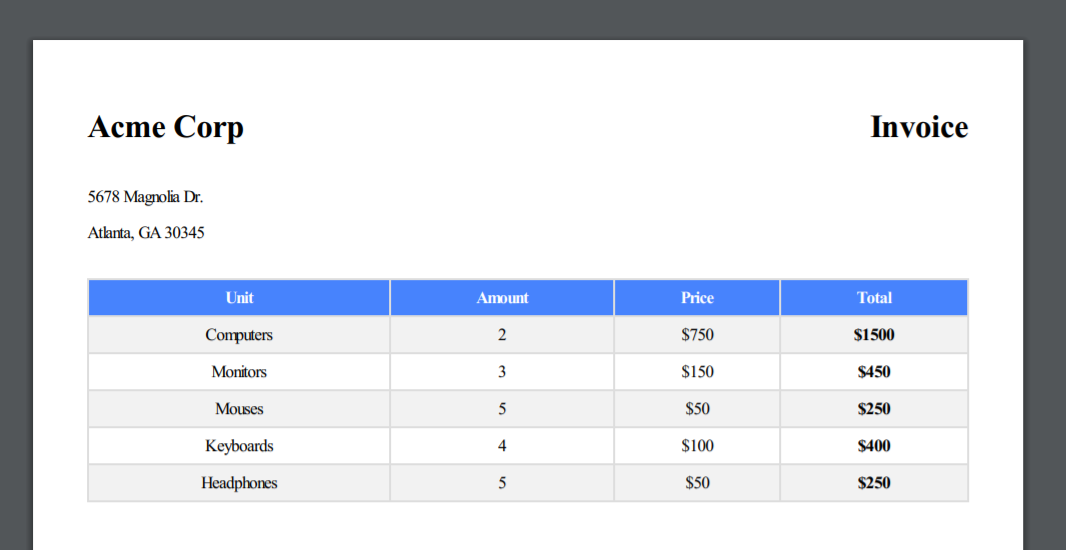 Acme Corp Invoice
5678 Magnolia Dr.
Atlanta, GA 30345
Unit Amount Price Total
Computers 2 $750 $1500
Monitors 3 $150 $450
Mouses 5 $50 $250
Keyboards 4 $100 $400
Headphones 5 $50 $250